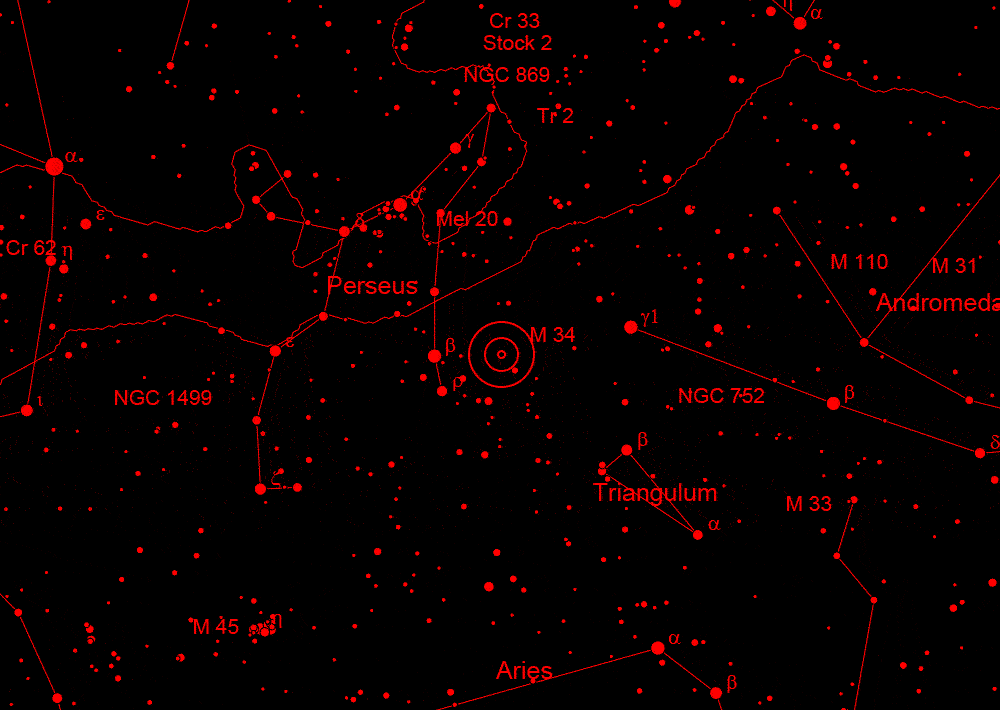 Cr 33
η
α
Stock 2
NGC 869
Tr 2
γ
α
ε
α
δ
Mel 20
Cr 62
η
M 110
M 31
Perseus
Andromeda
γ1
M 34
ε
β
ρ
β
NGC 1499
ι
NGC 752
β
δ
ζ
Triangulum
M 33
α
M 45
η
α
Aries
β